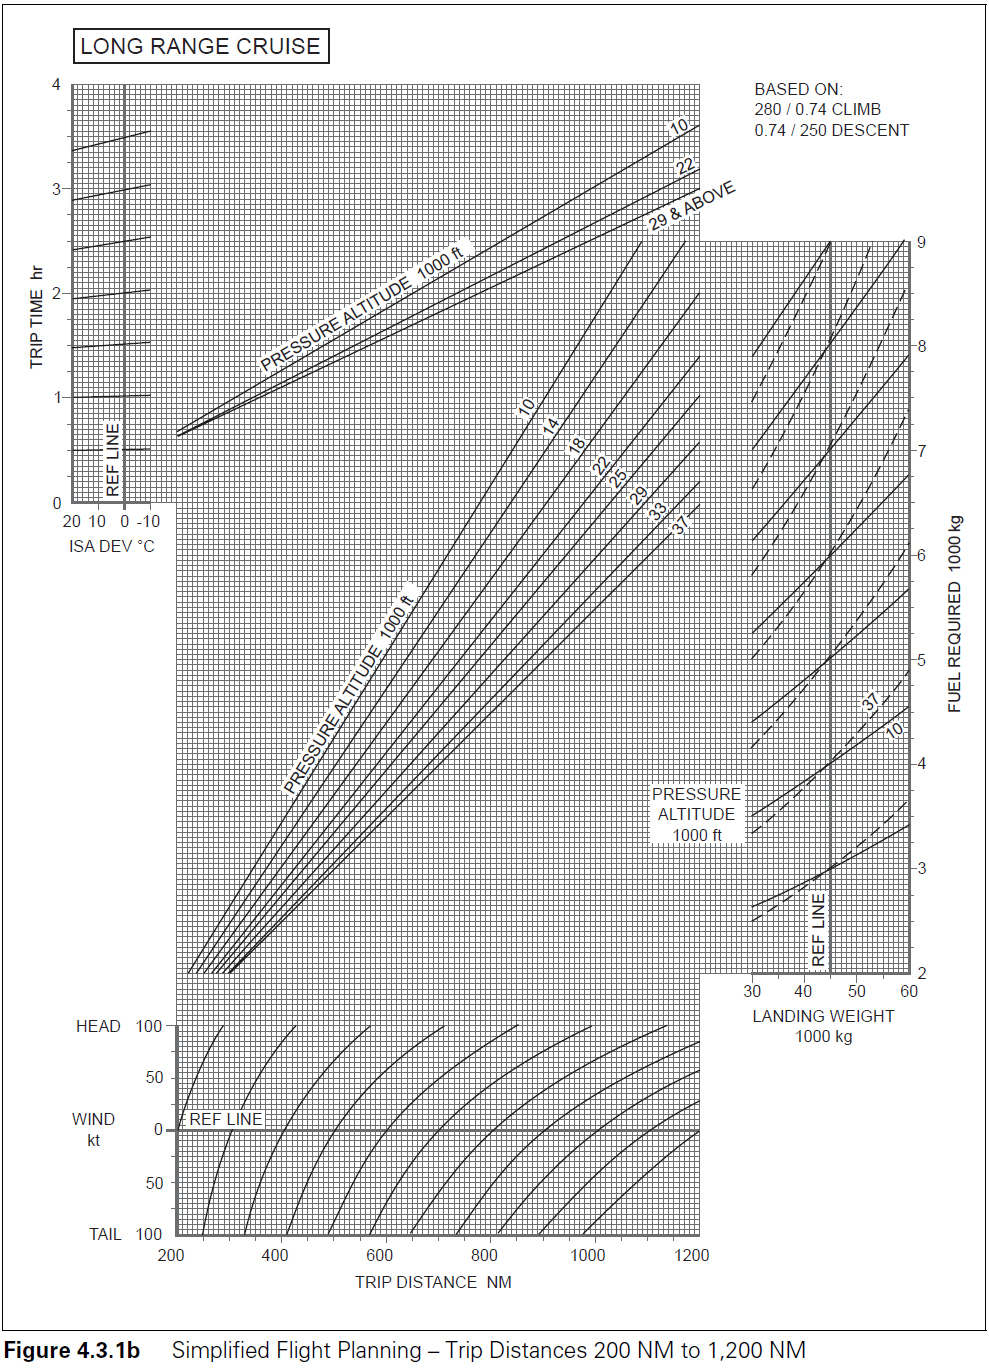 LONG RANGE CRUISE
BASED ON:
280 / 0.74 CLIMB
0.74 / 250 DESCENT
4
3
2
1
0
TRIP TIME hr
REF LINE
20 10 0 -10
ISA DEV °C
PRESSURE ALTITUDE 1000 ft
10
22
29 & ABOVE
PRESSURE ALTITUDE 1000 ft
10
14
18
22
25
29
33
37
9
8
7
6
5
4
3
2
FUEL REQUIRED 1000 kg
37
10
PRESSURE
ALTITUDE
1000 ft
REF LINE
30 40 50 60
LANDING WEIGHT
1000 kg
HEAD 100
50
WIND 0
kt
50
TAIL 100
REF LINE
200 400 600 800 1000 1200
TRIP DISTANCE NM
Figure 4.3.1b Simplified Flight Planning – Trip Distances 200 NM to 1,200 NM